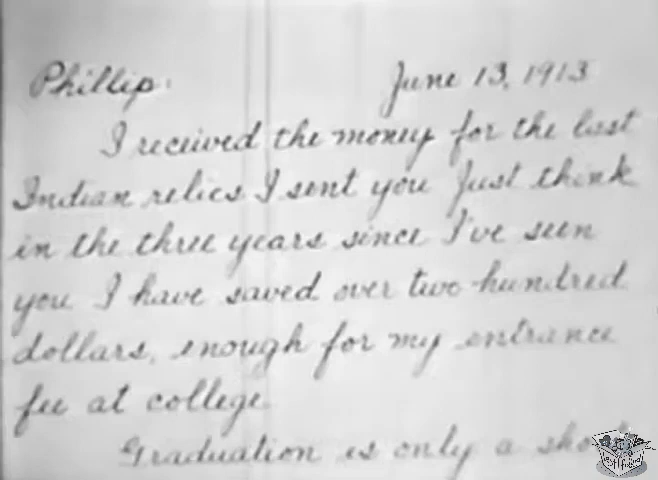 Phillip: June 13, 1913
I received the money for the last
Indian relics I sent you Just think
in the three years since I've seen
you I have saved over two hundred
dollars, enough for my entrance
fee at college
Graduation is only a short